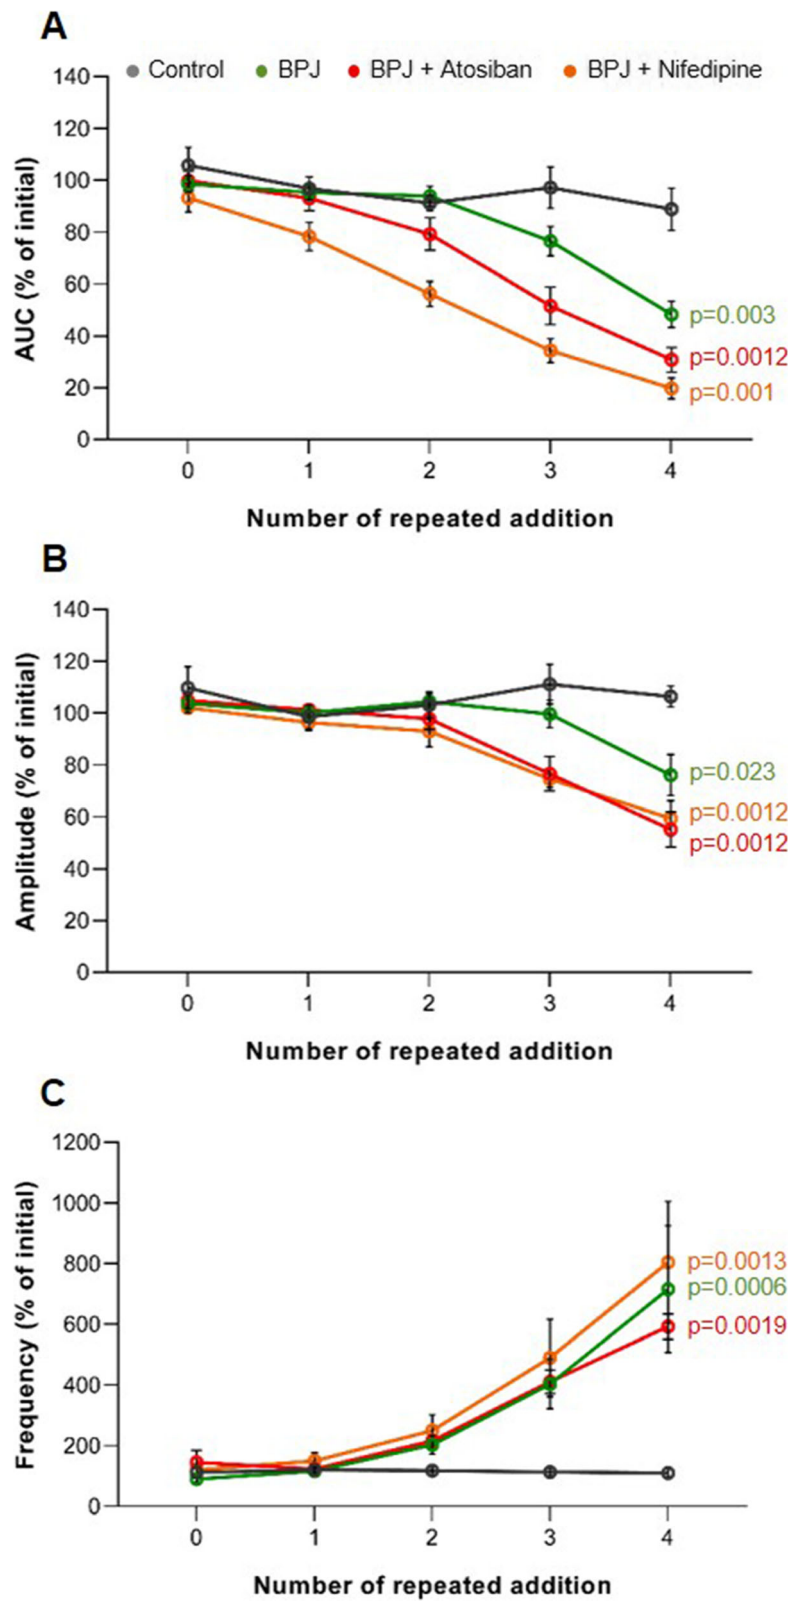 A
Control BPJ BPJ + Atosiban BPJ + Nifedipine
140
120
100
80
60
40
20
0
AUC (% of initial)
p=0.003
p=0.0012
p=0.001
0 1 2 3 4
Number of repeated addition
B
140
120
100
80
60
40
20
0
Amplitude (% of initial)
p=0.023
p=0.0012
p=0.0012
0 1 2 3 4
Number of repeated addition
C
1200
1000
800
600
400
200
0
Frequency (% of initial)
p=0.0013
p=0.0006
p=0.0019
0 1 2 3 4
Number of repeated addition